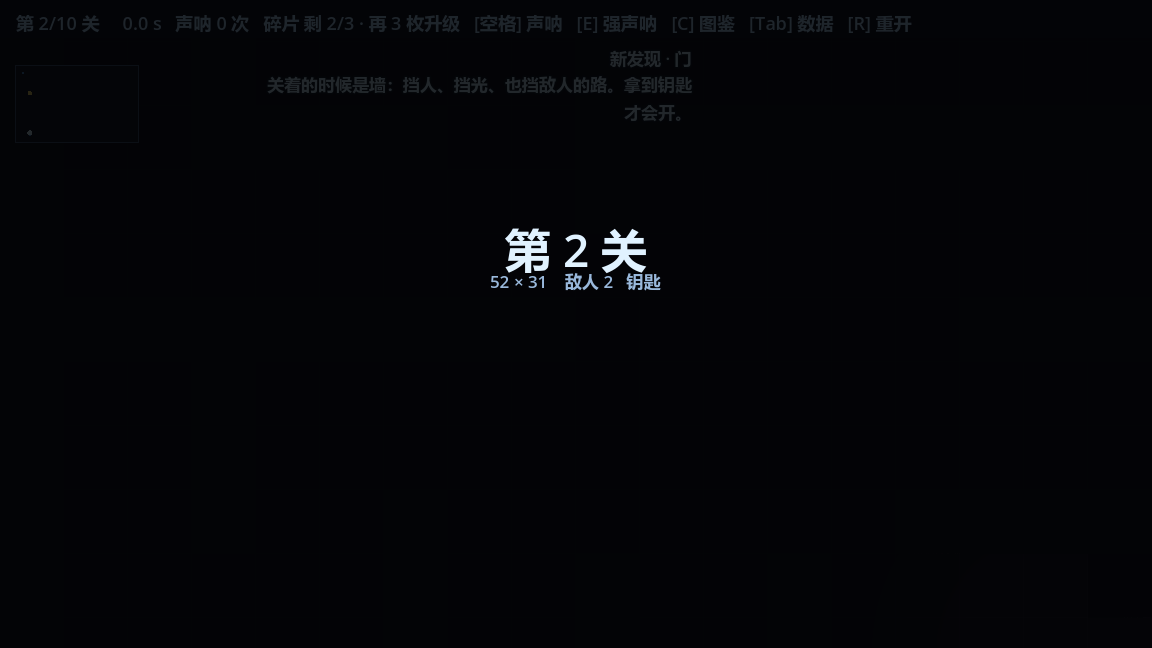 第 2/10 关 0.0 s 声呐 0 次 碎片 剩 2/3 · 再 3 枚升级 [空格] 声呐 [E] 强声呐 [C] 图鉴 [Tab] 数据 [R] 重开
新发现 · 门
关着的时候是墙：挡人、挡光、也挡敌人的路。拿到钥匙
才会开。
第 2 关
52 × 31 敌人 2 钥匙